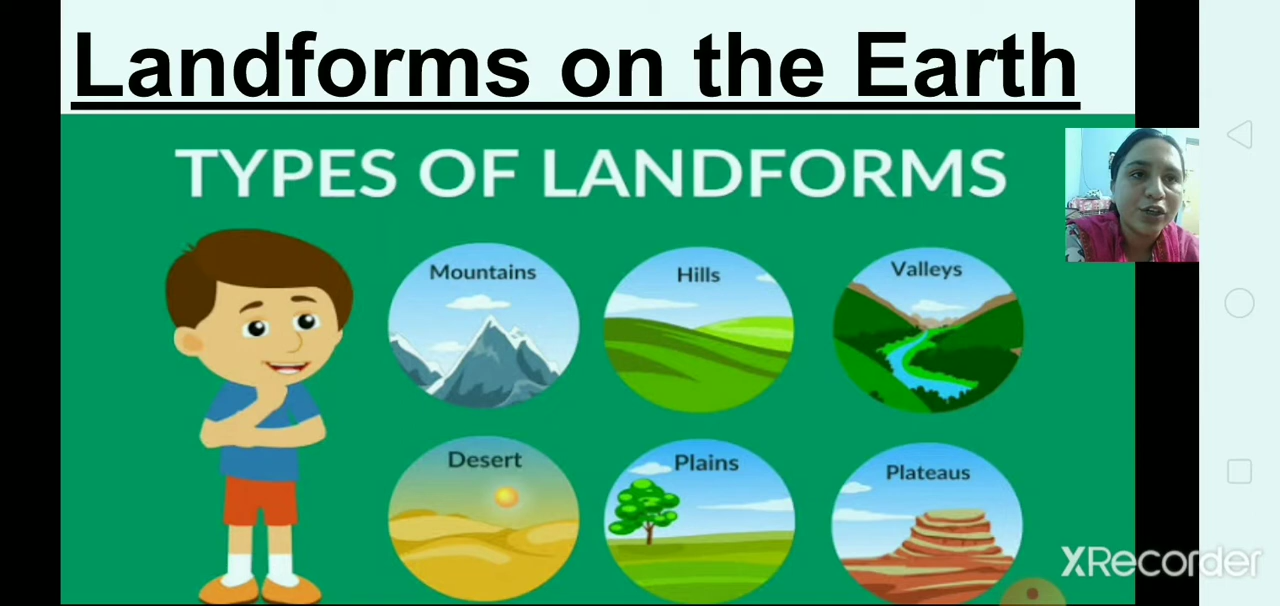 Landforms on the Earth
TYPES OF LANDFORMS
Mountains
Hills
Valleys
Desert
Plains
Plateaus
XRecorder